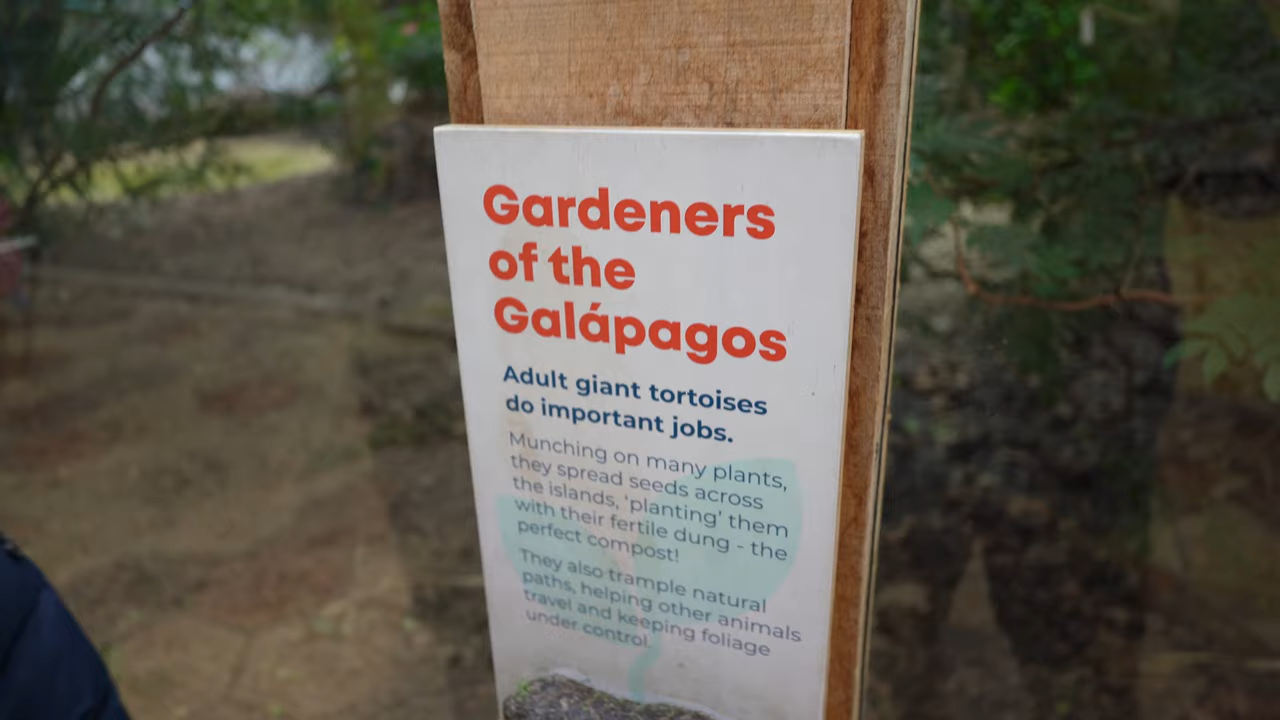 Gardeners
of the
Galápagos
Adult giant tortoises
do important jobs.
Munching on many plants,
they spread seeds across
the islands, 'planting' them
with their fertile dung - the
perfect compost!
They also trample natural
paths, helping other animals
travel and keeping foliage
under control.